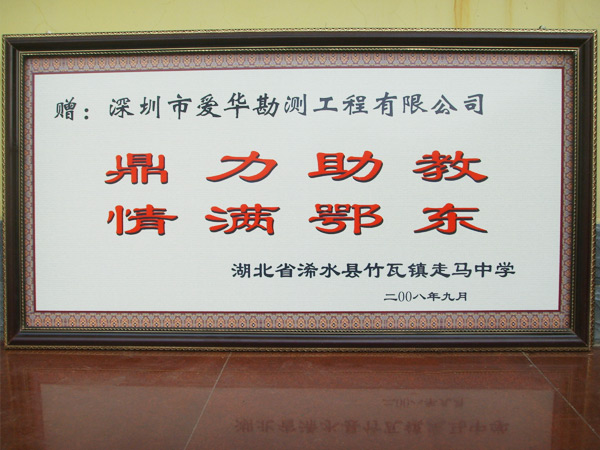 赠：深圳市爱华勘测工程有限公司
鼎力助教
情满鄂东
湖北省浠水县竹瓦镇走马中学
二00八年九月